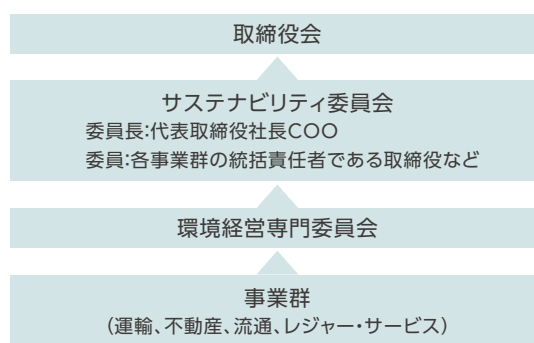 取締役会
サステナビリティ委員会
委員長:代表取締役社長COO
委員:各事業群の統括責任者である取締役など
環境経営専門委員会
事業群
(運輸、不動産、流通、レジャー・サービス)